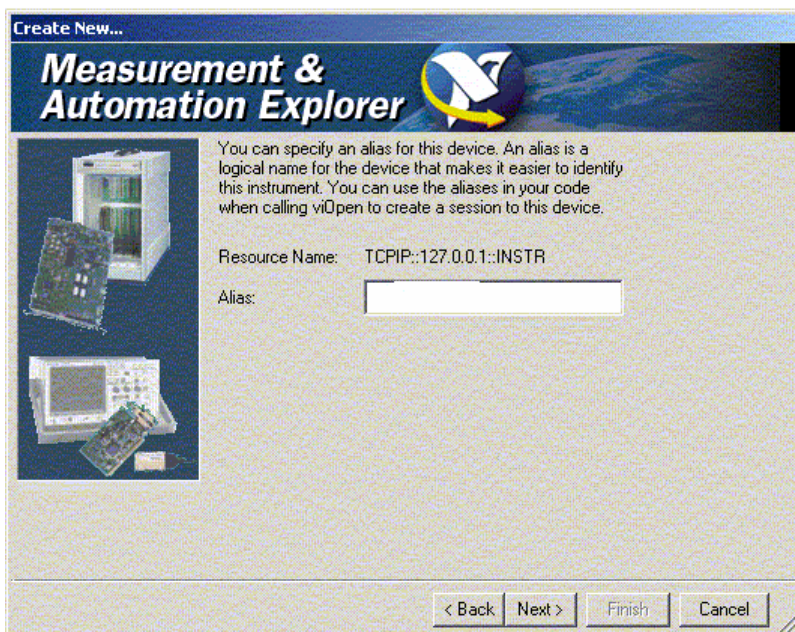 Create New...
Measurement &
Automation Explorer
You can specify an alias for this device. An alias is a
logical name for the device that makes it easier to identify
this instrument. You can use the aliases in your code
when calling viOpen to create a session to this device.
Resource Name: TCPIP::127.0.0.1::INSTR
Alias:
< Back Next > Finish Cancel